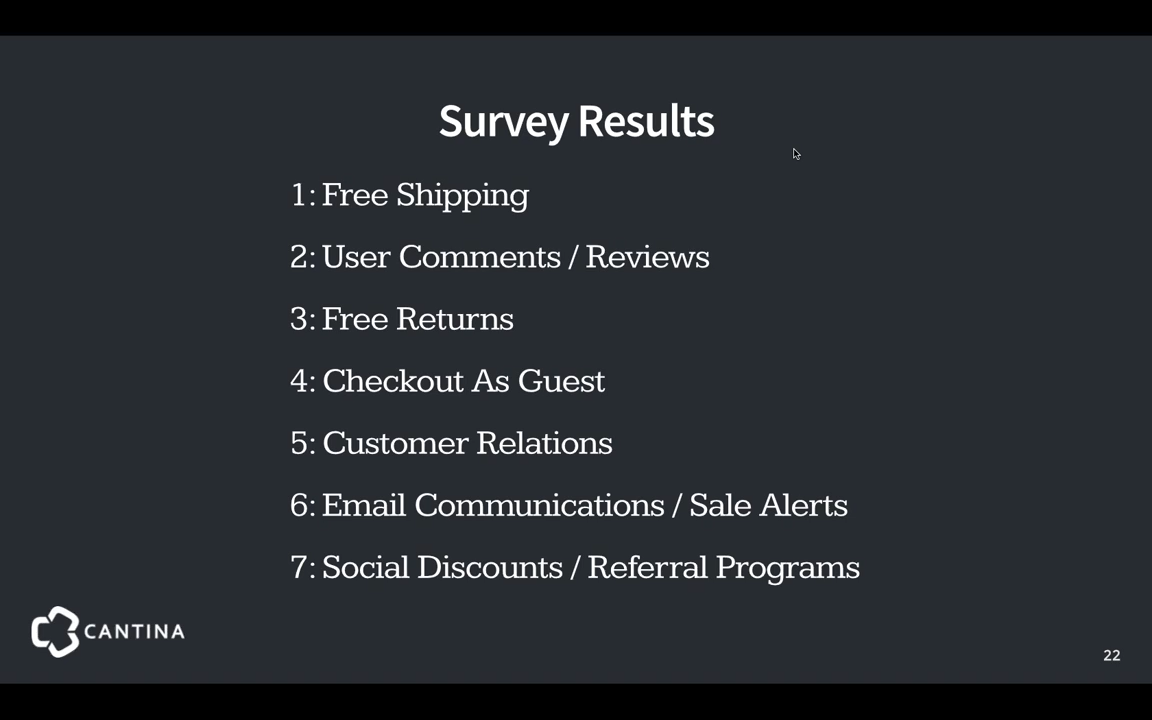 Survey Results
1: Free Shipping
2: User Comments / Reviews
3: Free Returns
4: Checkout As Guest
5: Customer Relations
6: Email Communications / Sale Alerts
7: Social Discounts / Referral Programs
CANTINA
22